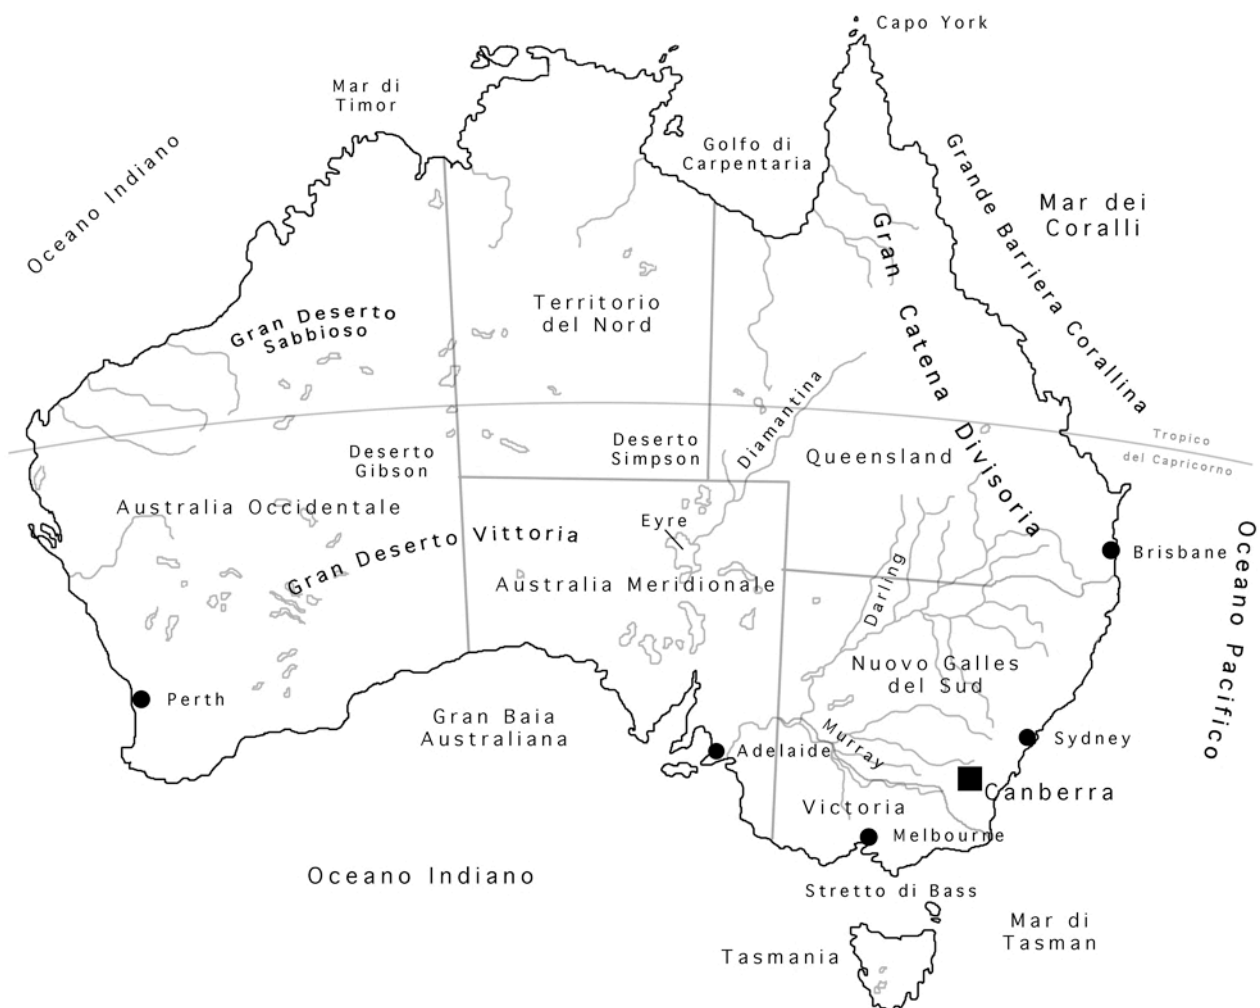 Capo York
Mar di
Timor
Oceano Indiano
Golfo di
Carpentaria
Grande Barriera Corallina
Mar dei
Coralli
Gran Catena Divisoria
Gran Deserto
Sabbioso
Territorio
del Nord
Diamantina
Tropico
del Capricorno
Deserto
Gibson
Deserto
Simpson
Queensland
Australia Occidentale
Gran Deserto Vittoria
Eyre
Australia Meridionale
Darling
Brisbane
Oceano Pacifico
Nuovo Galles
del Sud
Perth
Gran Baia
Australiana
Adelaide
Murray
Sydney
Canberra
Victoria
Melbourne
Oceano Indiano
Stretto di Bass
Mar di
Tasman
Tasmania